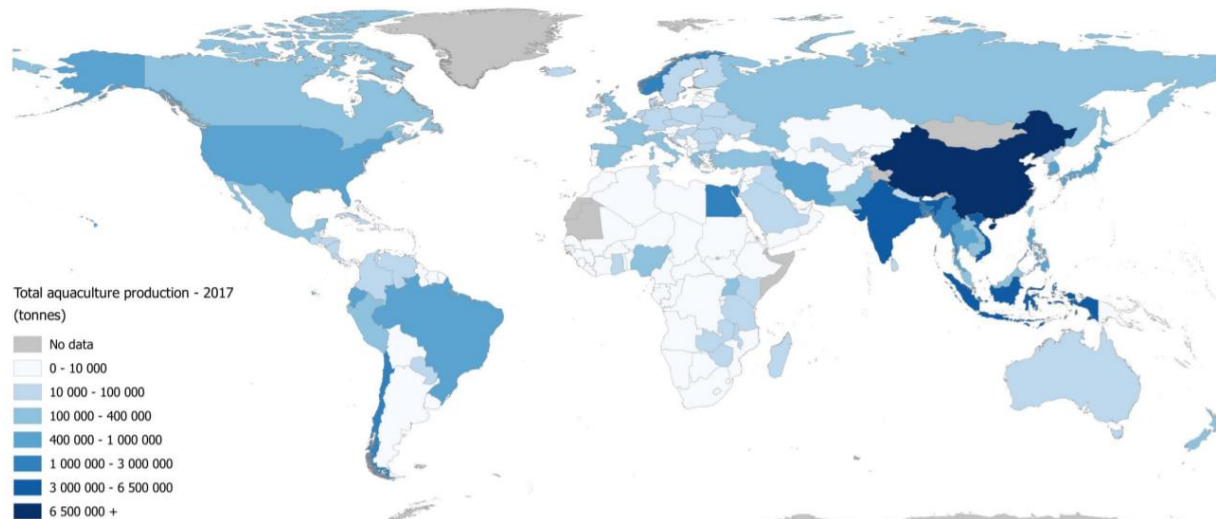 Total aquaculture production - 2017
(tonnes)
No data
0 - 10 000
10 000 - 100 000
100 000 - 400 000
400 000 - 1 000 000
1 000 000 - 3 000 000
3 000 000 - 6 500 000
6 500 000 +